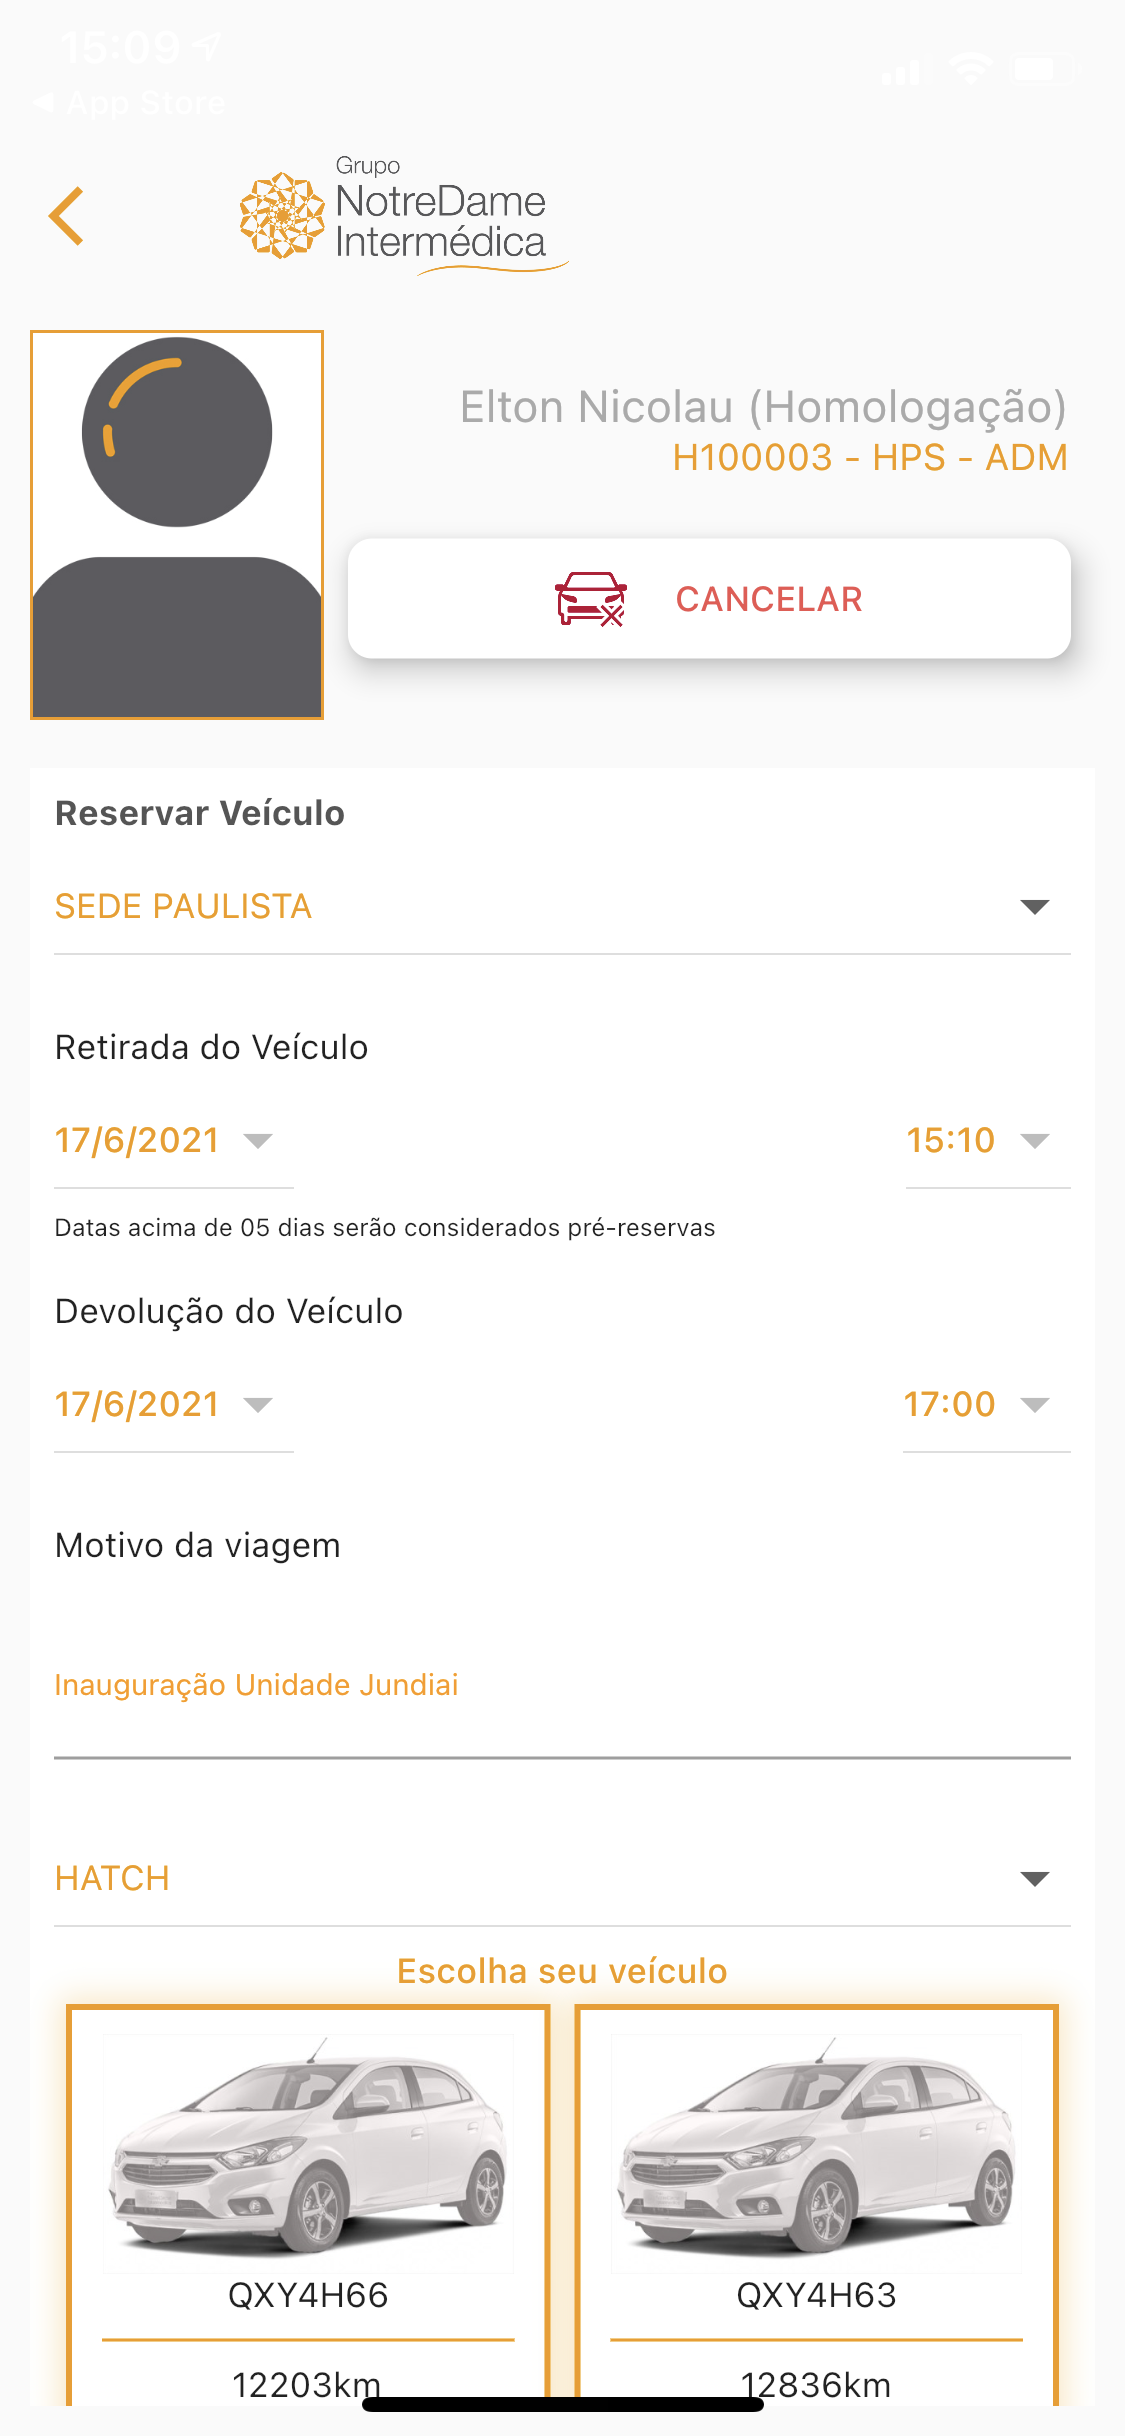 15:09
App Store
Grupo
NotreDame
Intermédica
Elton Nicolau (Homologação)
H100003 - HPS - ADM
CANCELAR
Reservar Veículo
SEDE PAULISTA
Retirada do Veículo
17/6/2021 15:10
Datas acima de 05 dias serão considerados pré-reservas
Devolução do Veículo
17/6/2021 17:00
Motivo da viagem
Inauguração Unidade Jundiai
HATCH
Escolha seu veículo
QXY4H66 QXY4H63
12203km 12836km